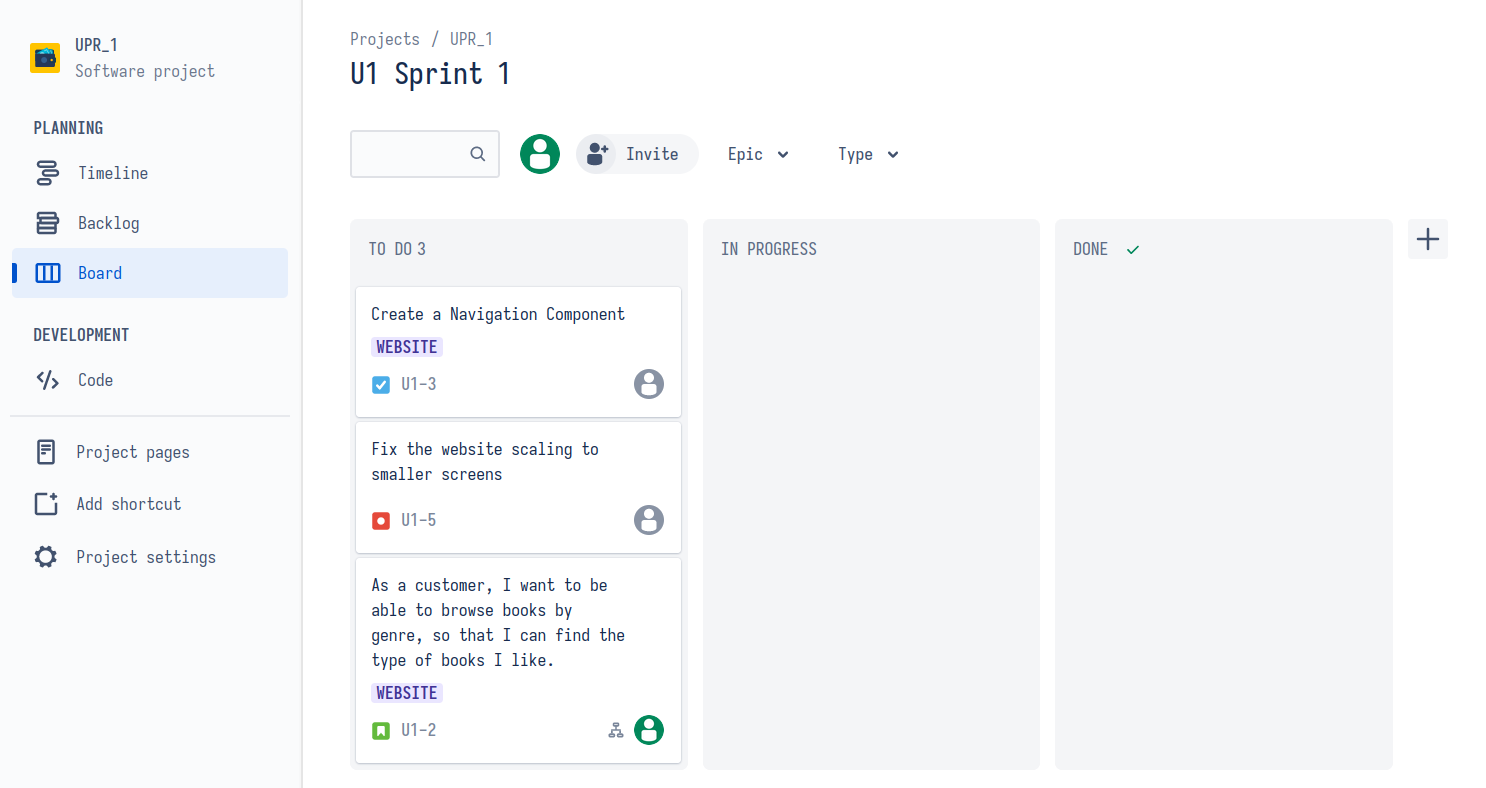 UPR_1
Software project
PLANNING
Timeline
Backlog
Board
DEVELOPMENT
Code
Project pages
Add shortcut
Project settings
Projects / UPR_1
U1 Sprint 1
Invite
Epic
Type
TO DO 3
Create a Navigation Component
WEBSITE
U1-3
Fix the website scaling to
smaller screens
U1-5
As a customer, I want to be
able to browse books by
genre, so that I can find the
type of books I like.
WEBSITE
U1-2
IN PROGRESS
DONE